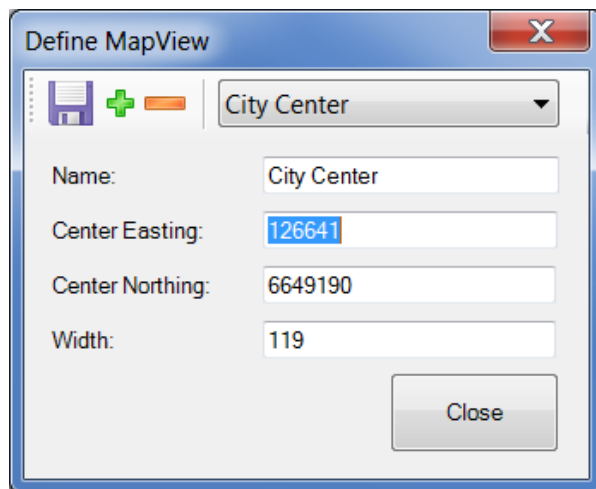 Define MapView
City Center
Name: City Center
Center Easting: 126641
Center Northing: 6649190
Width: 119
Close